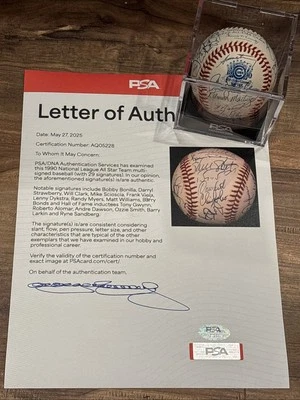 PSA
Letter of Auth
Date: May 27, 2025
Certification Number: AQ05228
To Whom It May Concern:
PSA/DNA Authentication Services has examined
this 1990 National League All Star Team multi-
signed baseball (with 29 signatures). In our opinion,
the aforementioned signature(s) is/are authentic.
Notable signatures include Bobby Bonilla, Darryl
Strawberry, Will Clark, Mike Scioscia, Frank Viola,
Lenny Dykstra, Randy Myers, Matt Williams, Barry
Bonds and Hall of Fame inductees Tony Gwynn,
Roberto Alomar, Andre Dawson, Ozzie Smith, Barry
Larkin and Ryne Sandberg.
The signature(s) is/are consistent considering
slant, flow, pen pressure, letter size, and other
characteristics that are typical of the other
exemplars that we have examined in our hobby and
professional career.
Verify the validity of the certification number and
exact image at PSAcard.com/cert/.
On behalf of the authentication team,
PSA